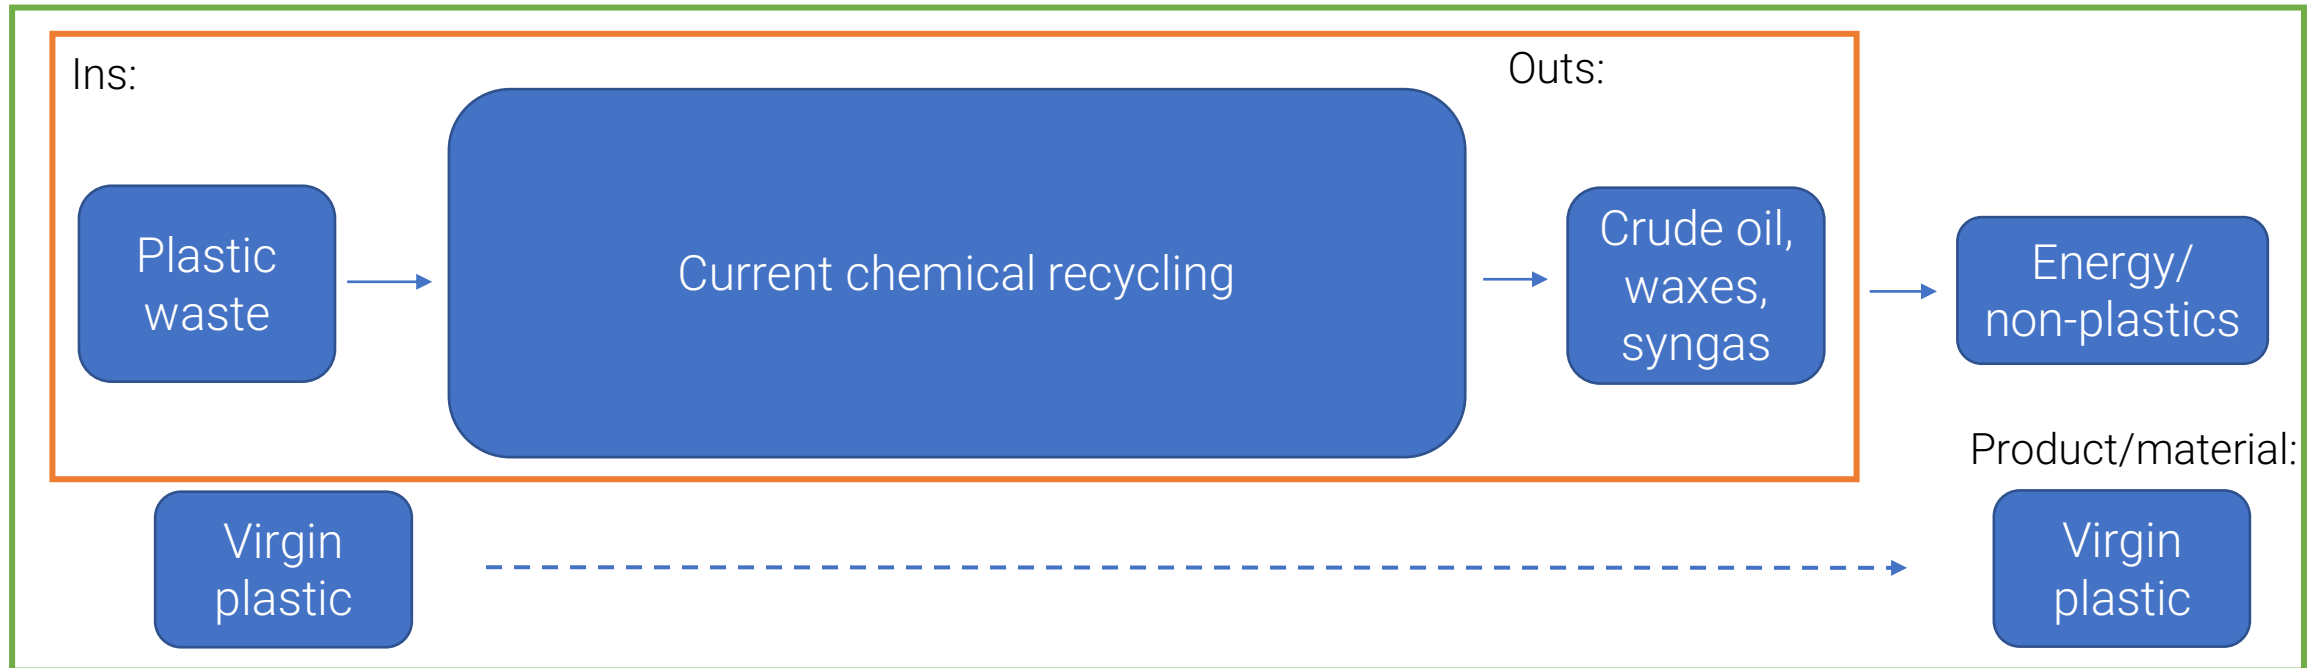 Ins:
Outs:
Plastic
waste
Current chemical recycling
Crude oil,
waxes,
syngas
Energy/
non-plastics
Product/material:
Virgin
plastic
Virgin
plastic